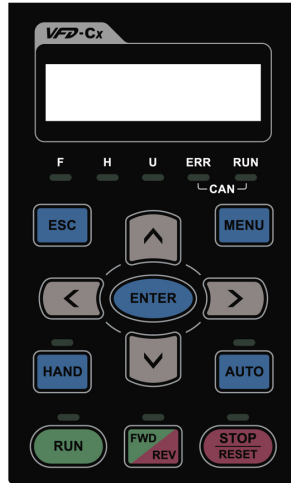 VFD-Cx
F H U ERR RUN
CAN
ESC
MENU
ENTER
HAND
AUTO
RUN
FWD
REV
STOP
RESET